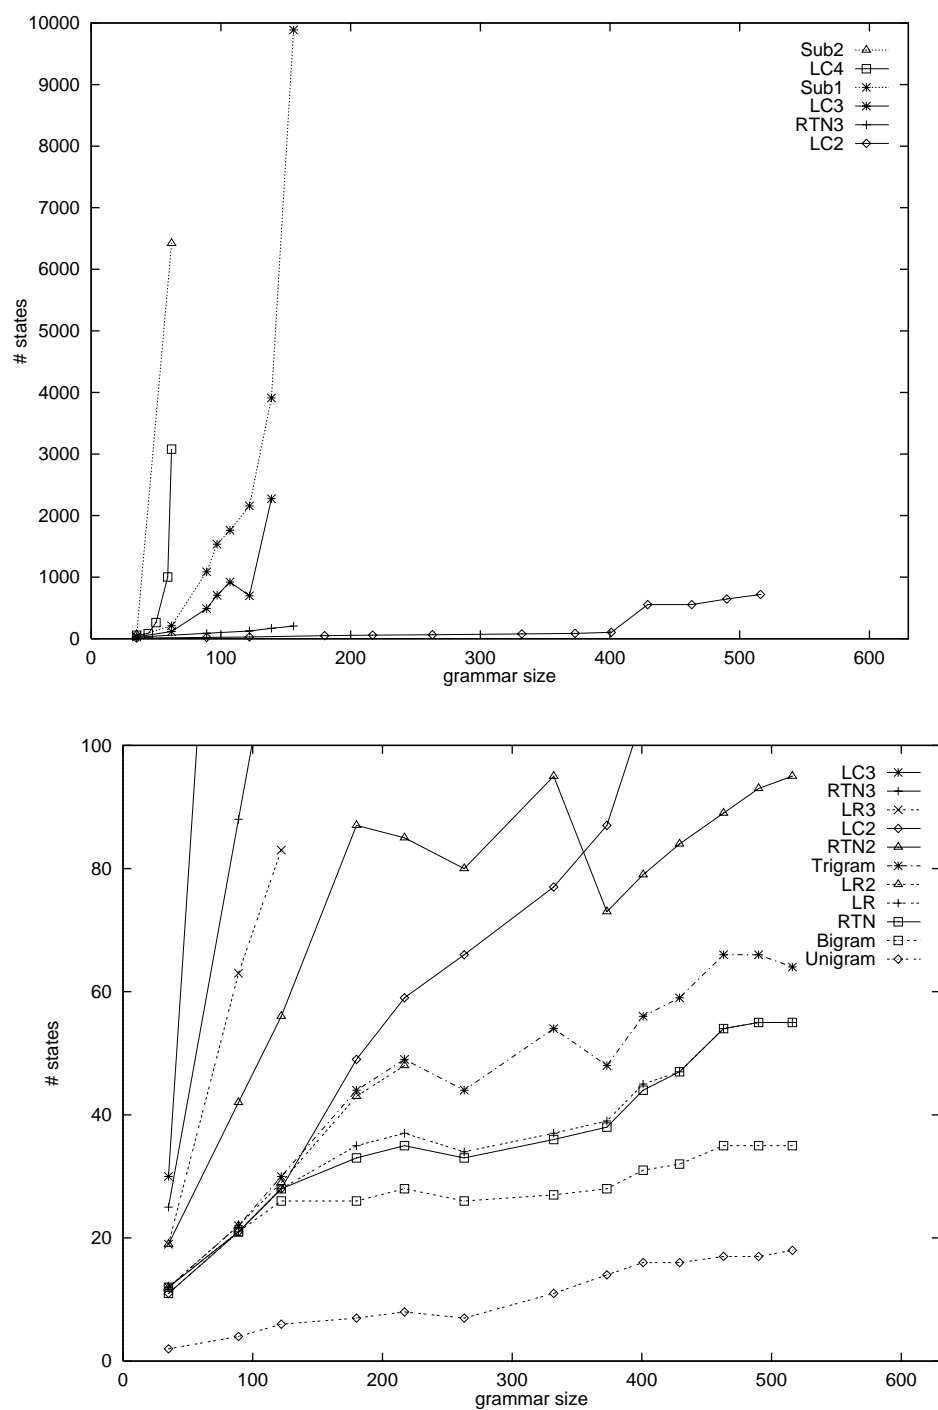 10000
9000
8000
7000
6000
5000
4000
3000
2000
1000
0
# states
Sub2
LC4
Sub1
LC3
RTN3
LC2
0 100 200 300 400 500 600
grammar size
100
80
60
40
20
0
# states
LC3
RTN3
LR3
LC2
RTN2
Trigram
LR2
LR
RTN
Bigram
Unigram
0 100 200 300 400 500 600
grammar size